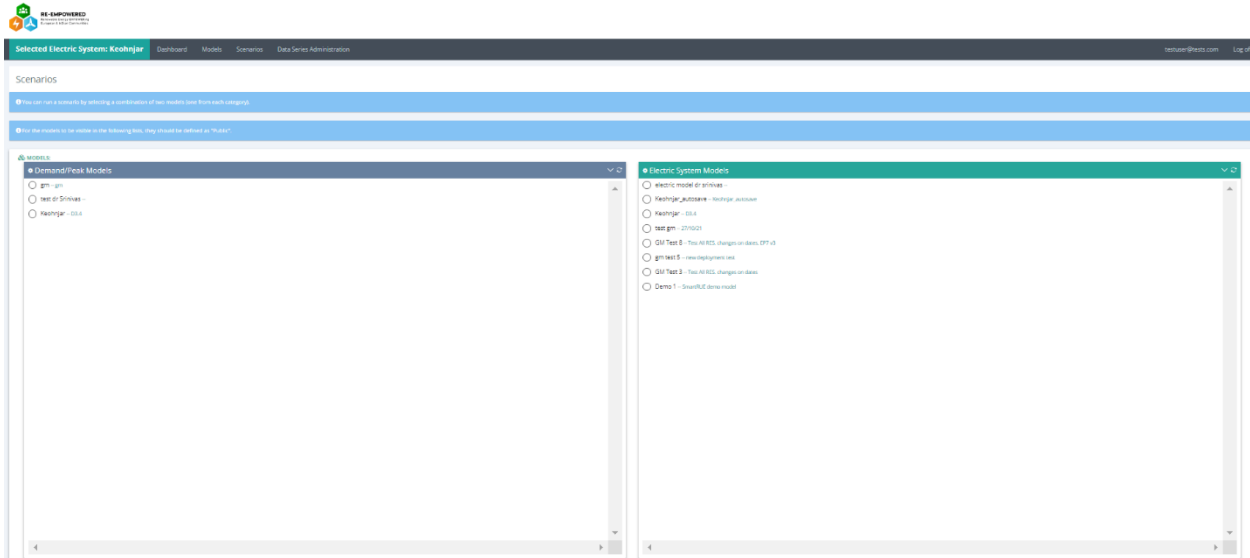 RE-EMPOWERED
Selected Electric System: Keohnjar Dashboard Models Scenarios Data Series Administration testuser@tests.com Log of
Scenarios
You can run a scenario by selecting a combination of two models (one from each category).
For the models to be visible in the following lists, they should be defined as "Public".
MODELS
Demand/Peak Models
gm - gm
test dr Srinivas -
Keohnjar - D3.4
Electric System Models
electric model dr srinivas -
Keohnjar_autosave - Keohnjar_autosave
Keohnjar - D3.4
test gm - 27/10/21
GM Test 6 - Test All RES, changes on dates, EP7 v3
gm test 5 - new deployment test
GM Test 3 - Test All RES, changes on dates
Demo 1 - SmartRUE demo model